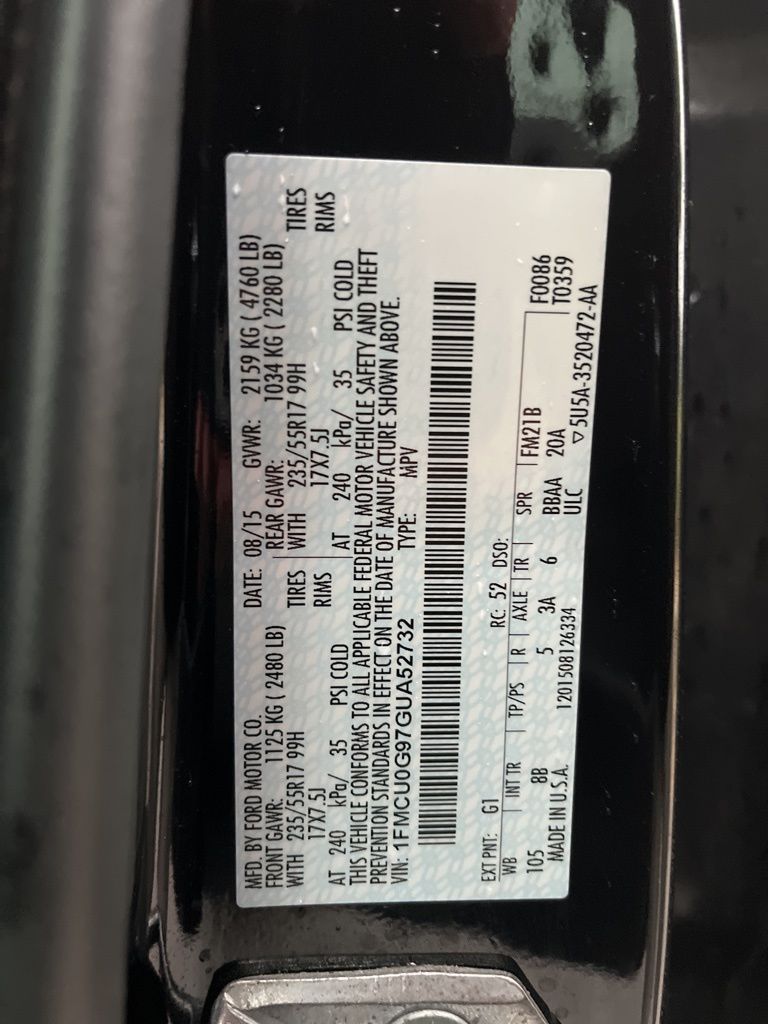 MFD. BY FORD MOTOR CO. DATE: 08/15 GVWR: 2159 KG ( 4760 LB)
FRONT GAWR: 1125 KG ( 2480 LB) REAR GAWR: 1034 KG ( 2280 LB)
WITH 235/55R17 99H TIRES WITH 235/55R17 99H TIRES
17X7.5J RIMS 17X7.5J RIMS
AT 240 kPa/ 35 PSI COLD AT 240 kPa/ 35 PSI COLD
THIS VEHICLE CONFORMS TO ALL APPLICABLE FEDERAL MOTOR VEHICLE SAFETY AND THEFT
PREVENTION STANDARDS IN EFFECT ON THE DATE OF MANUFACTURE SHOWN ABOVE.
VIN: 1FMCU0G97GUA52732 TYPE: MPV
EXT PNT: G1 RC: 52 DSO:
WB INT TR TP/PS R AXLE TR SPR FM21B F0086
105 8B 5 3A 6 BBAA 20A T0359
MADE IN U.S.A. 1201508126334 ULC ▽5U5A-3520472-AA